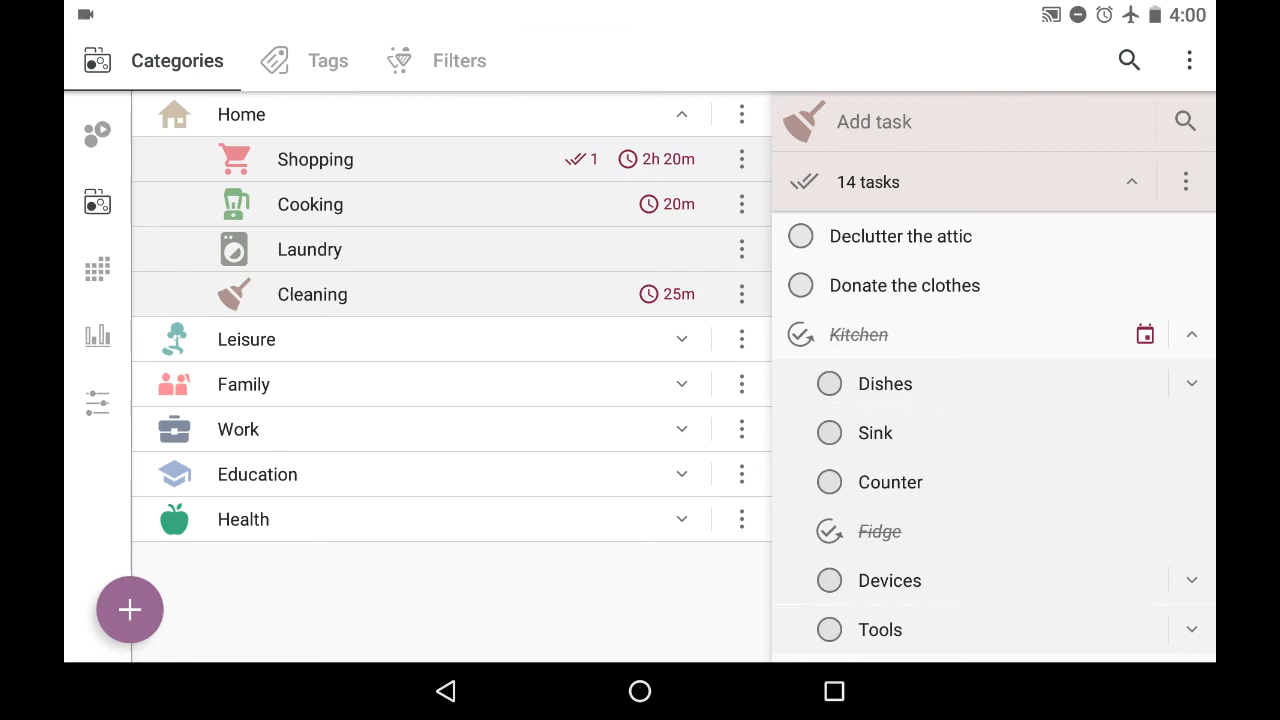 4:00
Categories
Tags
Filters
Home
Shopping 1 2h 20m
Cooking 20m
Laundry
Cleaning 25m
Leisure
Family
Work
Education
Health
Add task
14 tasks
Declutter the attic
Donate the clothes
Kitchen
Dishes
Sink
Counter
Fidge
Devices
Tools